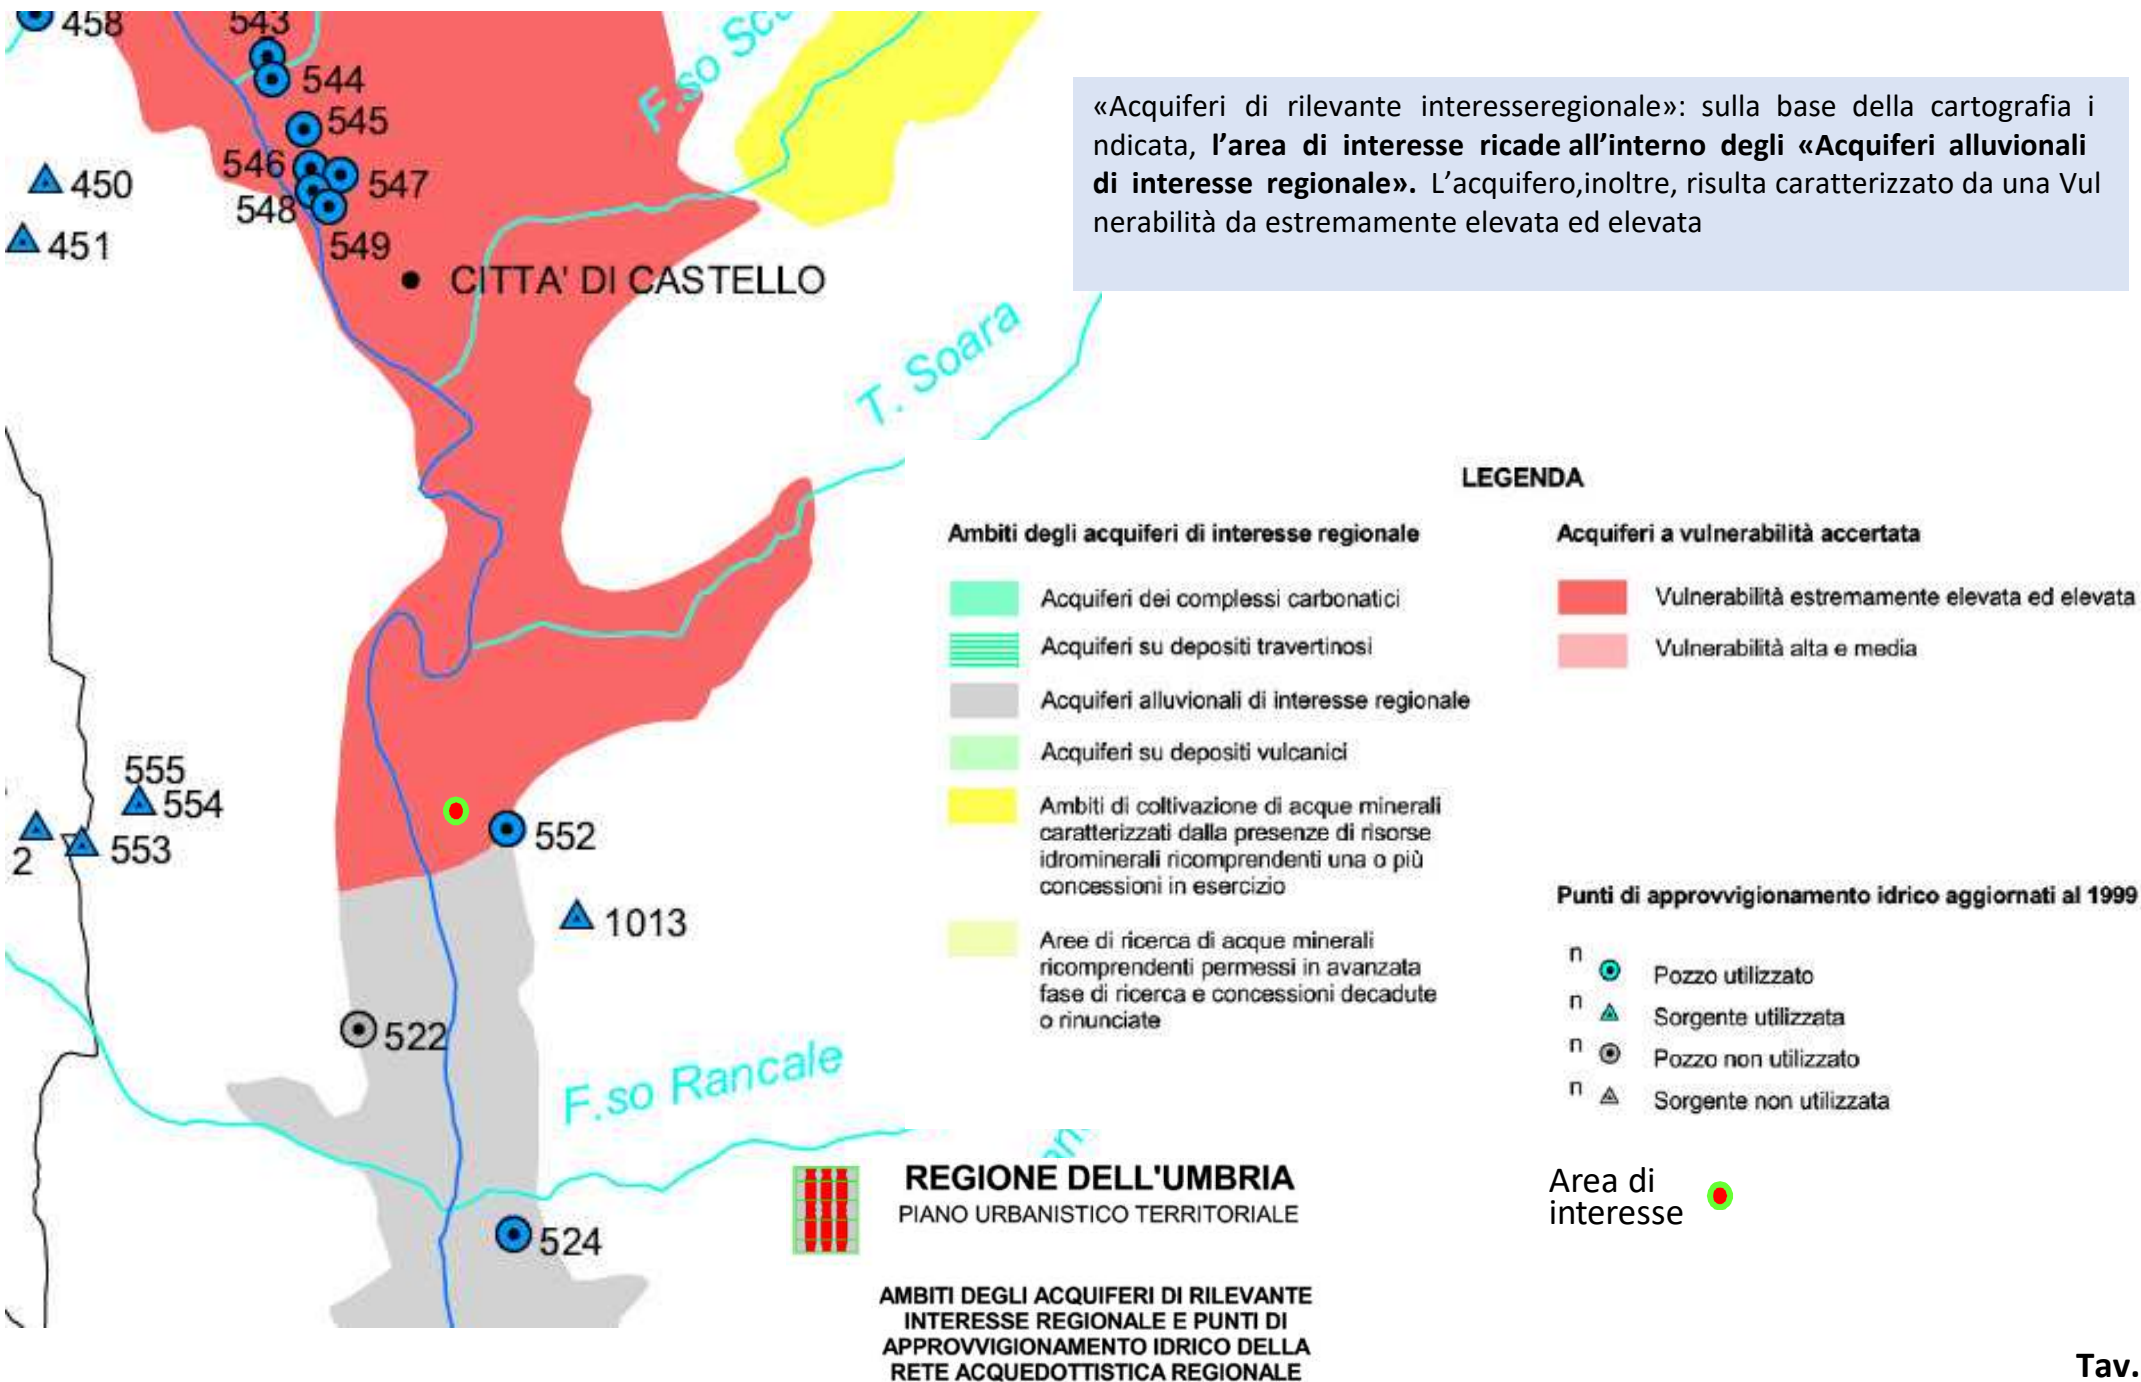 458
543
544
545
546
547
548
549
450
451
CITTA' DI CASTELLO
T. Soara
«Acquiferi di rilevante interesseregionale»: sulla base della cartografia i
ndicata, l'area di interesse ricade all'interno degli «Acquiferi alluvionali
di interesse regionale». L'acquifero,inoltre, risulta caratterizzato da una Vul
nerabilità da estremamente elevata ed elevata
555
554
553
2
552
1013
522
F.so Rancale
524
LEGENDA
Ambiti degli acquiferi di interesse regionale
Acquiferi dei complessi carbonatici
Acquiferi su depositi travertinosi
Acquiferi alluvionali di interesse regionale
Acquiferi su depositi vulcanici
Ambiti di coltivazione di acque minerali
caratterizzati dalla presenze di risorse
idrominerali ricomprendenti una o più
concessioni in esercizio
Aree di ricerca di acque minerali
ricomprendenti permessi in avanzata
fase di ricerca e concessioni decadute
o rinunciate
Acquiferi a vulnerabilità accertata
Vulnerabilità estremamente elevata ed elevata
Vulnerabilità alta e media
Punti di approvvigionamento idrico aggiornati al 1999
n Pozzo utilizzato
n Sorgente utilizzata
n Pozzo non utilizzato
n Sorgente non utilizzata
Area di
interesse
REGIONE DELL'UMBRIA
PIANO URBANISTICO TERRITORIALE
AMBITI DEGLI ACQUIFERI DI RILEVANTE
INTERESSE REGIONALE E PUNTI DI
APPROVVIGIONAMENTO IDRICO DELLA
RETE ACQUEDOTTISTICA REGIONALE
Tav.
F.so